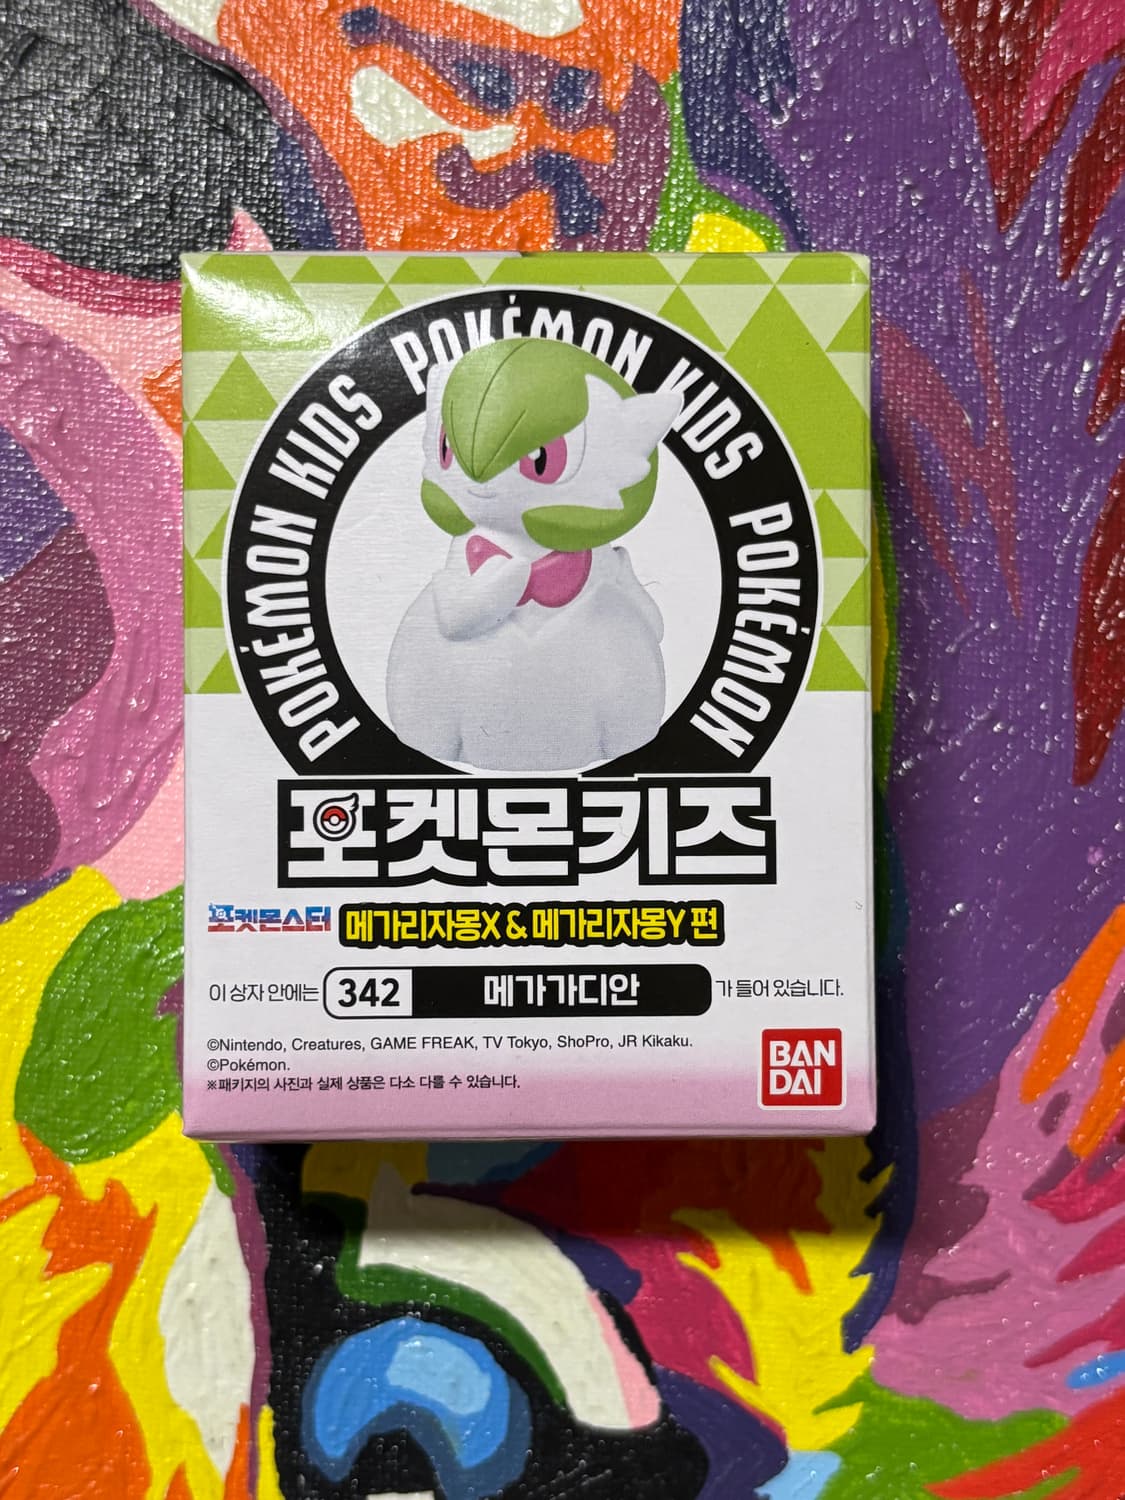 POKÉMON KIDS POKÉMON KIDS POKÉMON
포켓몬키즈
포켓몬스터 메가리자몽X & 메가리자몽Y 편
이 상자 안에는 342 메가가디안 가 들어 있습니다.
©Nintendo, Creatures, GAME FREAK, TV Tokyo, ShoPro, JR Kikaku.
©Pokémon.
※패키지의 사진과 실제 상품은 다소 다를 수 있습니다.
BAN
DAI